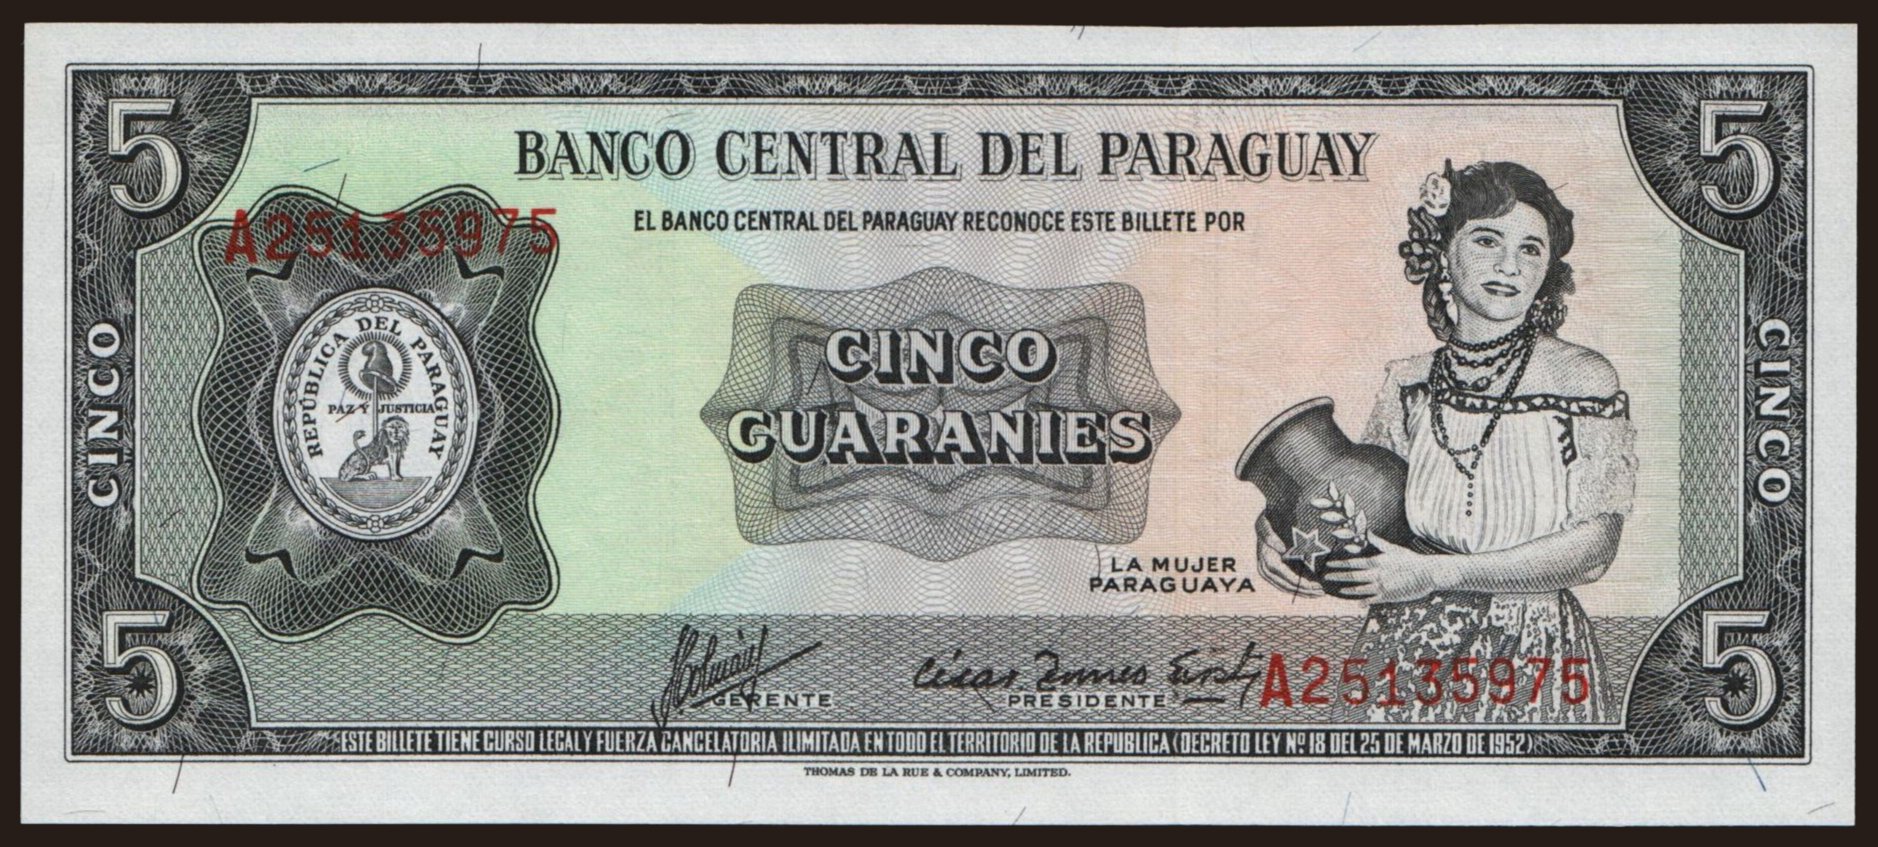 5
5
BANCO CENTRAL DEL PARAGUAY
A25135975
EL BANCO CENTRAL DEL PARAGUAY RECONOCE ESTE BILLETE POR
CINCO
CINCO
REPÚBLICA DEL PARAGUAY
PAZ Y JUSTICIA
CINCO
GUARANIES
LA MUJER
PARAGUAYA
5
5
GERENTE
PRESIDENTE
A25135975
ESTE BILLETE TIENE CURSO LEGAL Y FUERZA CANCELATORIA ILIMITADA EN TODO EL TERRITORIO DE LA REPUBLICA (DECRETO LEY Nº 18 DEL 25 DE MARZO DE 1952)
THOMAS DE LA RUE & COMPANY, LIMITED.